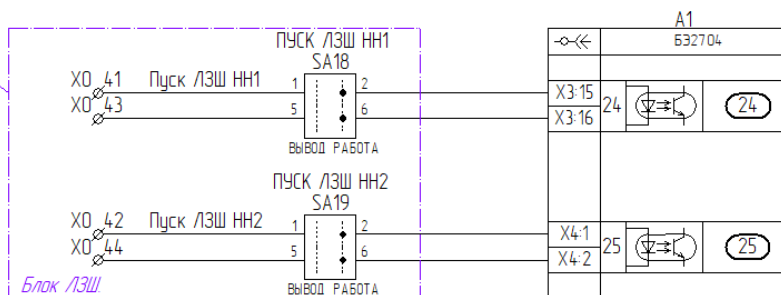 А1
ПУСК ЛЗШ НН1
БЭ2704
SA18
X0 41 Пуск ЛЗШ НН1 1 2
X3:15
X0 43 5 6
X3:16
24 24
ВЫВОД РАБОТА
ПУСК ЛЗШ НН2
SA19
X0 42 Пуск ЛЗШ НН2 1 2
X4:1
X0 44 5 6
X4:2
25 25
Блок ЛЗШ
ВЫВОД РАБОТА